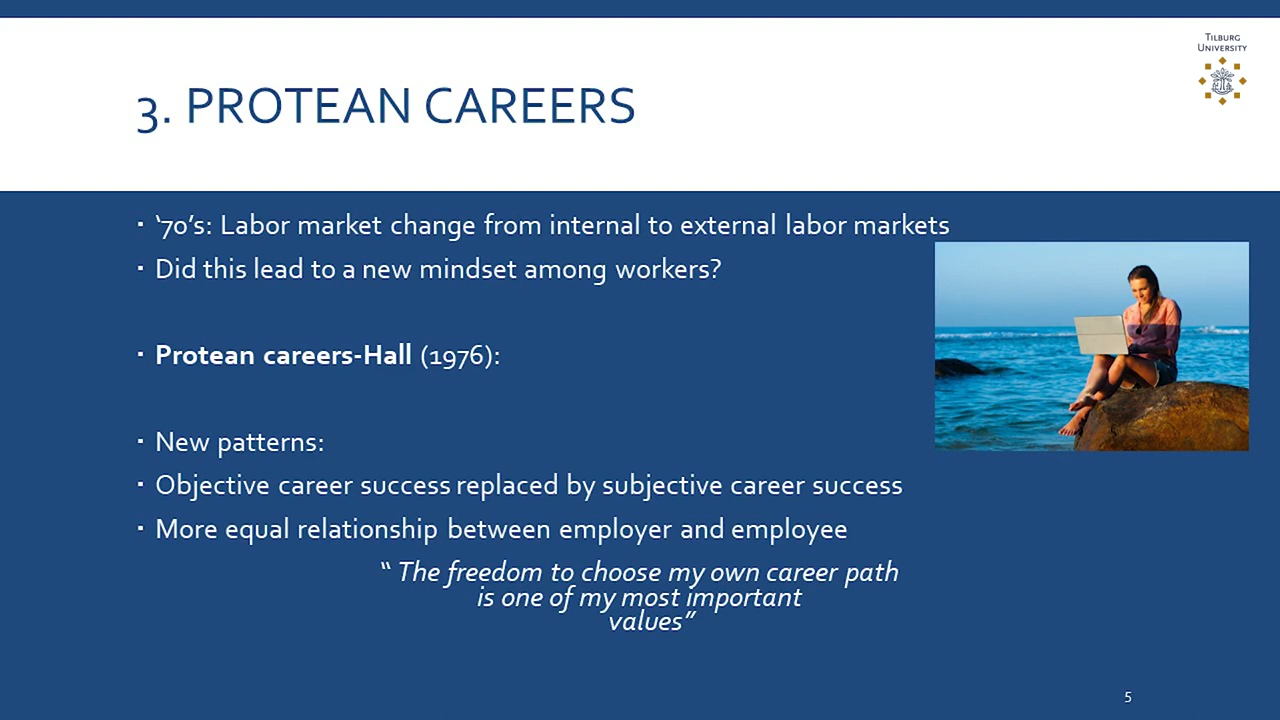 TILBURG
UNIVERSITY
3. PROTEAN CAREERS
▪ ‘70’s: Labor market change from internal to external labor markets
▪ Did this lead to a new mindset among workers?
▪ Protean careers-Hall (1976):
▪ New patterns:
▪ Objective career success replaced by subjective career success
▪ More equal relationship between employer and employee
“ The freedom to choose my own career path
is one of my most important
values”
5